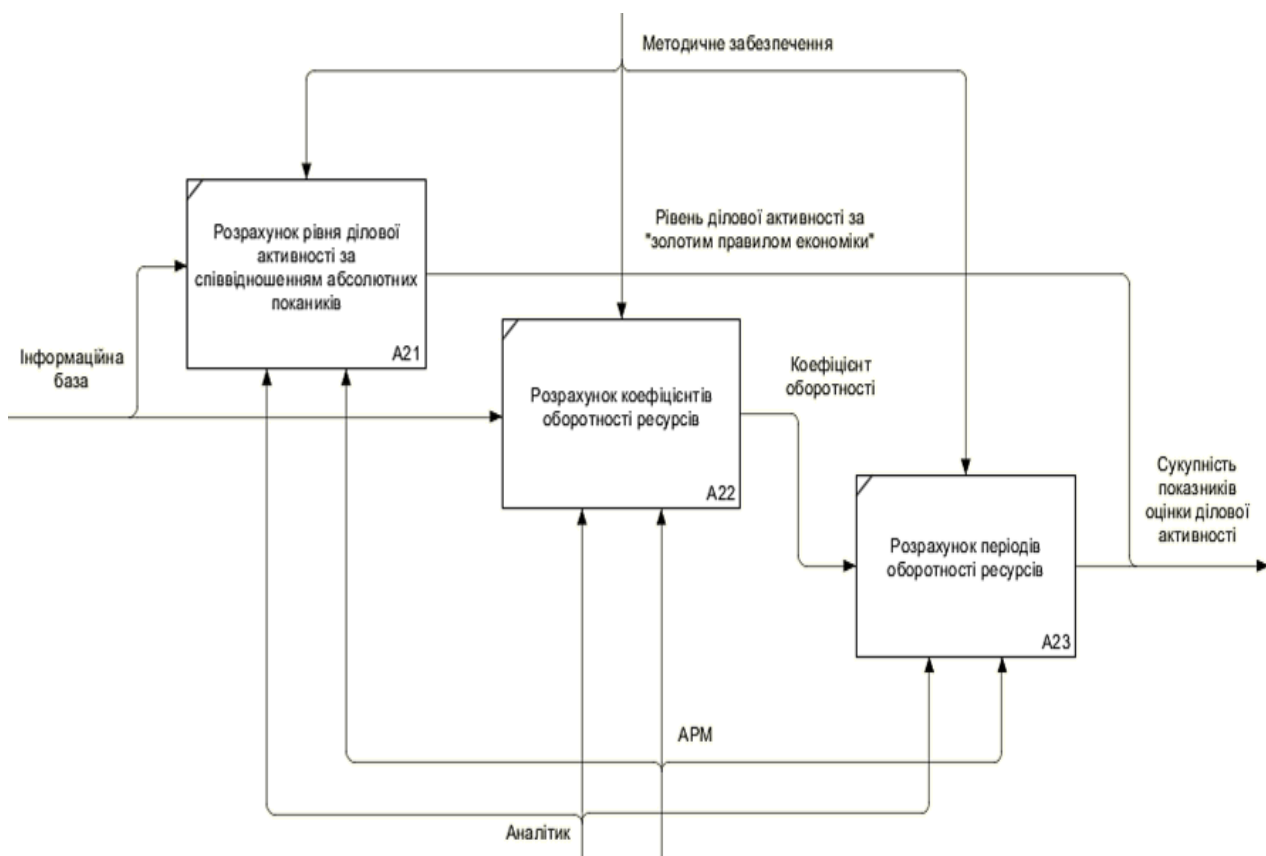 Методичне забезпечення
Розрахунок рівня ділової
активності за
співвідношенням абсолютних
покаників
A21
Рівень ділової активності за
"золотим правилом економіки"
Інформаційна
база
Розрахунок коефіцієнтів
оборотності ресурсів
A22
Коефіцієнт
оборотності
Розрахунок періодів
оборотності ресурсів
A23
Сукупність
показників
оцінки ділової
активності
АРМ
Аналітик